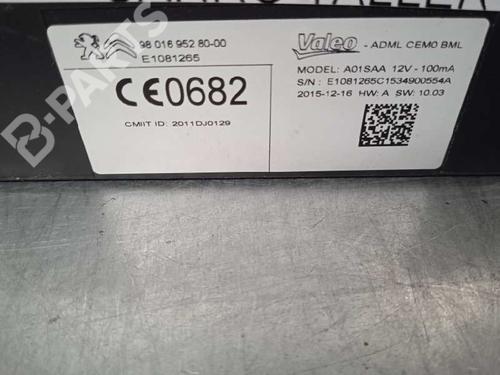 98 016 952 80-00
E1081265
CE0682
CMIIT ID: 2011DJ0129
Valeo - ADML CEMO BML
MODEL: A01SAA 12V - 100mA
S/N : E1081265C1534900554A
2015-12-16 HW: A SW: 10.03
B-PARTS